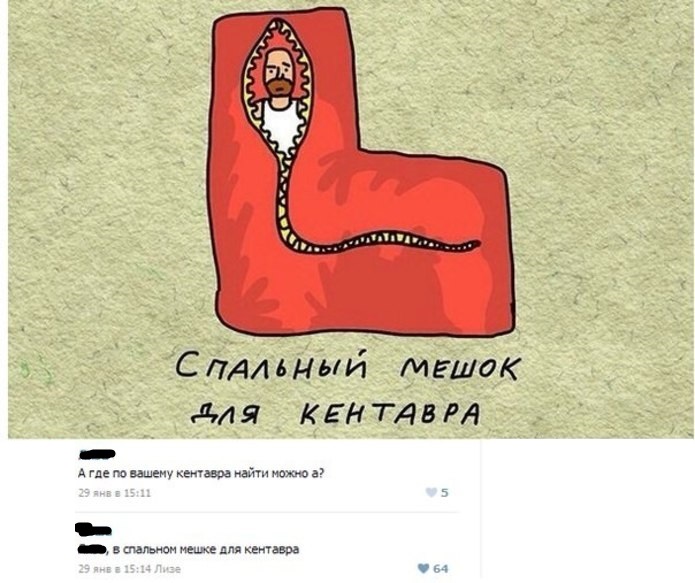 Спальный мешок
для кентавра
А где по вашему кентавра найти можно а?
29 янв в 15:11
5
, в спальном мешке для кентавра
29 янв в 15:14 Лизе
64